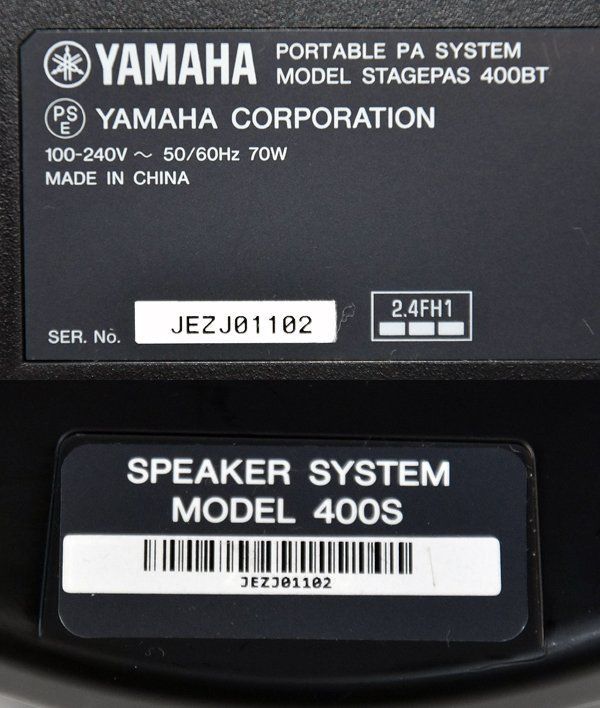 YAMAHA
PORTABLE PA SYSTEM
MODEL STAGEPAS 400BT
PS
E
YAMAHA CORPORATION
100-240V ~ 50/60Hz 70W
MADE IN CHINA
SER. No. JEZJ01102
2.4FH1
SPEAKER SYSTEM
MODEL 400S
JEZJ01102